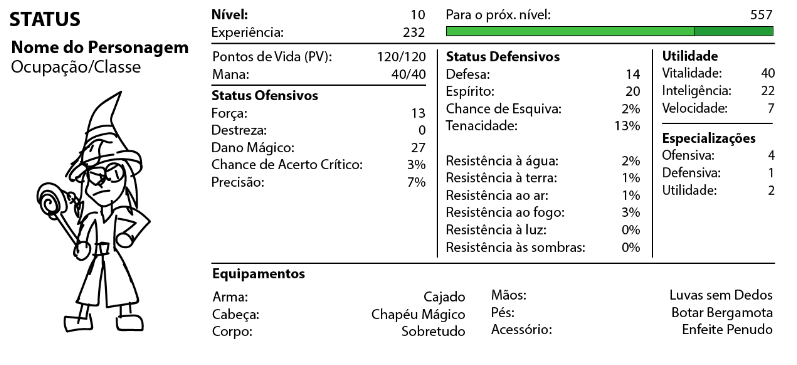 STATUS
Nome do Personagem
Ocupação/Classe
Nível: 10
Experiência: 232
Para o próx. nível: 557
Pontos de Vida (PV): 120/120
Mana: 40/40
Status Ofensivos
Força: 13
Destreza: 0
Dano Mágico: 27
Chance de Acerto Crítico: 3%
Precisão: 7%
Status Defensivos
Defesa: 14
Espírito: 20
Chance de Esquiva: 2%
Tenacidade: 13%
Resistência à água: 2%
Resistência à terra: 1%
Resistência ao ar: 1%
Resistência ao fogo: 3%
Resistência à luz: 0%
Resistência às sombras: 0%
Utilidade
Vitalidade: 40
Inteligência: 22
Velocidade: 7
Especializações
Ofensiva: 4
Defensiva: 1
Utilidade: 2
Equipamentos
Arma: Cajado
Cabeça: Chapéu Mágico
Corpo: Sobretudo
Mãos: Luvas sem Dedos
Pés: Botar Bergamota
Acessório: Enfeite Penudo